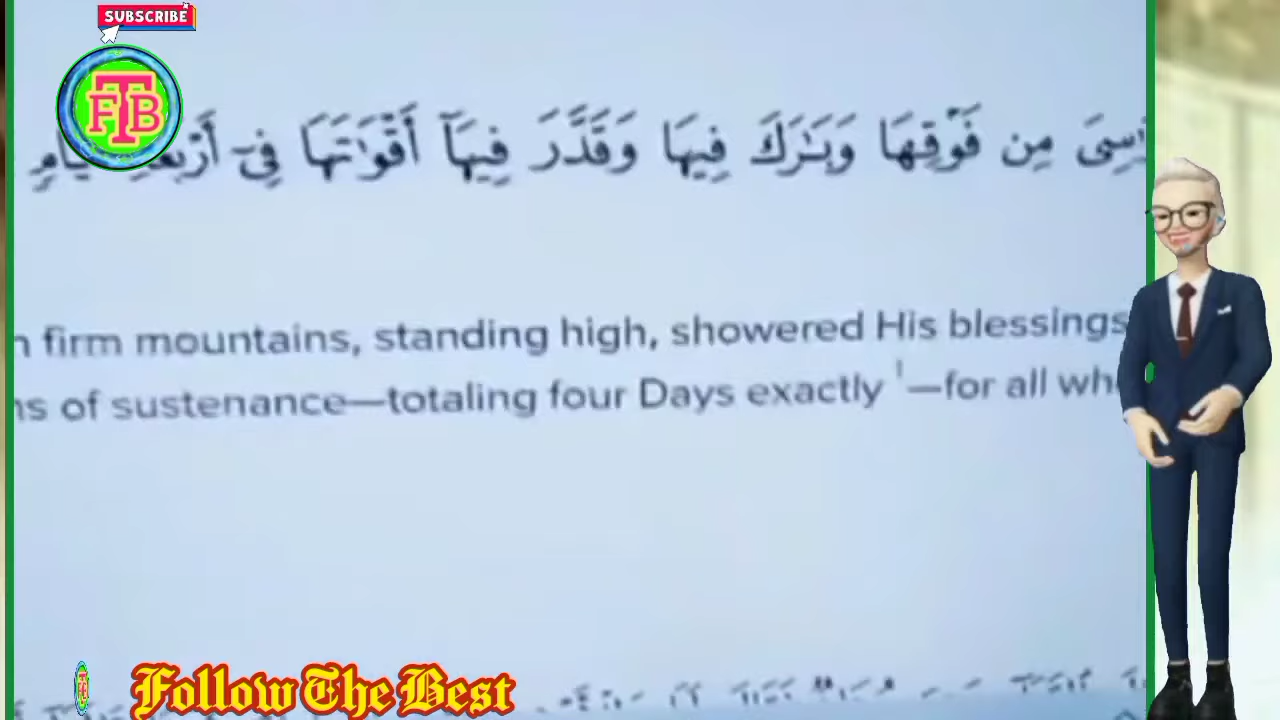 SUBSCRIBE
FTB
مِن فَوْقِهَا وَبَـٰرَكَ فِيهَا وَقَدَّرَ فِيهَآ أَقْوَٰتَهَا فِىٓ
firm mountains, standing high, showered His blessings
of sustenance—totaling four Days exactly ¹—for all
Follow The Best